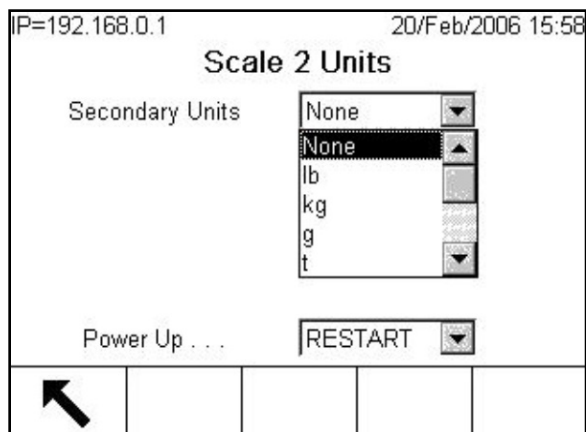 IP=192.168.0.1 20/Feb/2006 15:58
Scale 2 Units
Secondary Units None
None
lb
kg
g
t
Power Up . . . RESTART